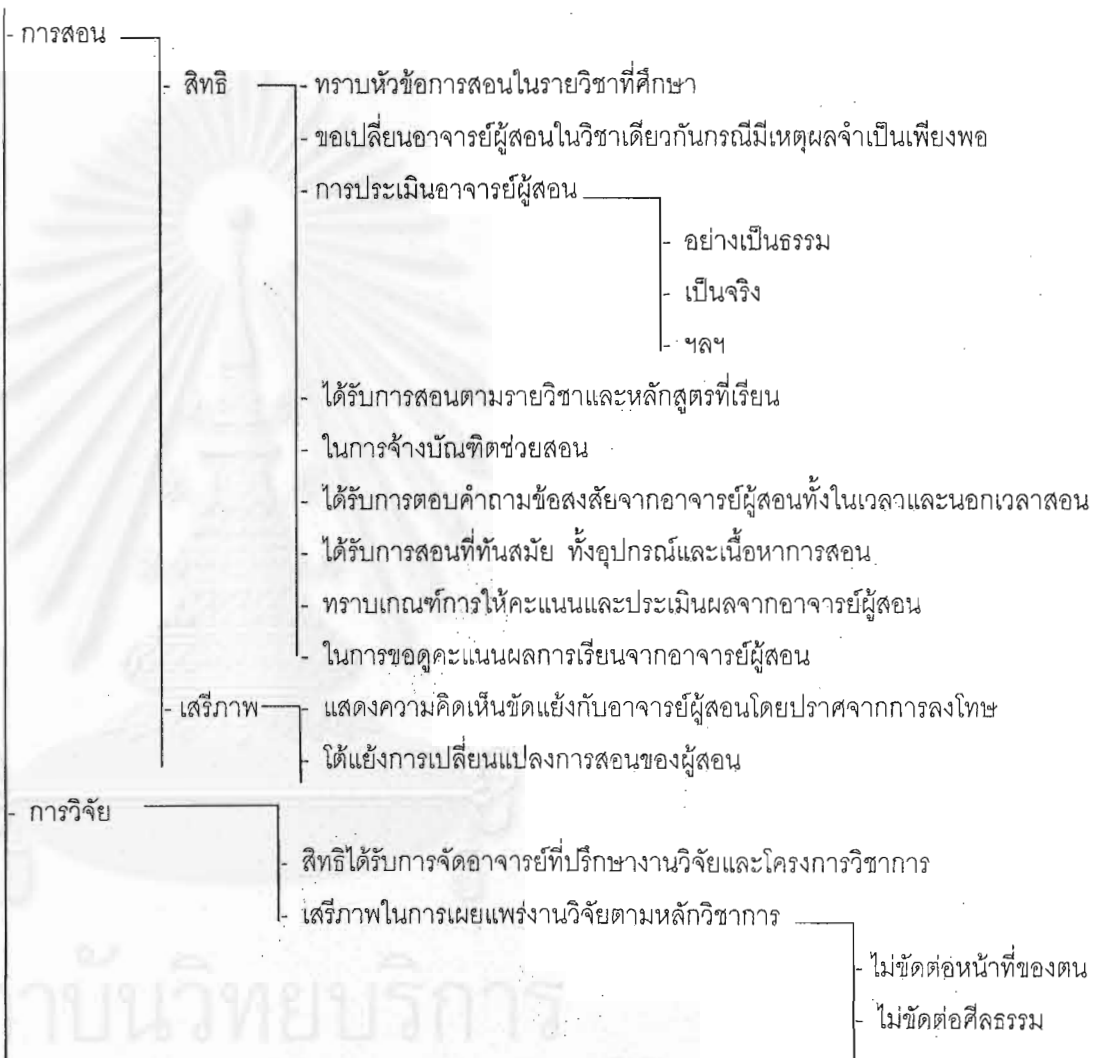 - การสอน
- สิทธิ - ทราบหัวข้อการสอนในรายวิชาที่ศึกษา
- ขอเปลี่ยนอาจารย์ผู้สอนในวิชาเดียวกันกรณีมีเหตุผลจำเป็นเพียงพอ
- การประเมินอาจารย์ผู้สอน
- อย่างเป็นธรรม
- เป็นจริง
- ฯลฯ
- ได้รับการสอนตามรายวิชาและหลักสูตรที่เรียน
- ในการจ้างบัณฑิตช่วยสอน
- ได้รับการตอบคำถามข้อสงสัยจากอาจารย์ผู้สอนทั้งในเวลาและนอกเวลาสอน
- ได้รับการสอนที่ทันสมัย ทั้งอุปกรณ์และเนื้อหาการสอน
- ทราบเกณฑ์การให้คะแนนและประเมินผลจากอาจารย์ผู้สอน
- ในการขอดูคะแนนผลการเรียนจากอาจารย์ผู้สอน
- เสรีภาพ - แสดงความคิดเห็นขัดแย้งกับอาจารย์ผู้สอนโดยปราศจากการลงโทษ
- โต้แย้งการเปลี่ยนแปลงการสอนของผู้สอน
- การวิจัย
- สิทธิได้รับการจัดอาจารย์ที่ปรึกษางานวิจัยและโครงการวิชาการ
- เสรีภาพในการเผยแพร่งานวิจัยตามหลักวิชาการ
- ไม่ขัดต่อหน้าที่ของตน
- ไม่ขัดต่อศีลธรรม
าบันวิทยบริการ